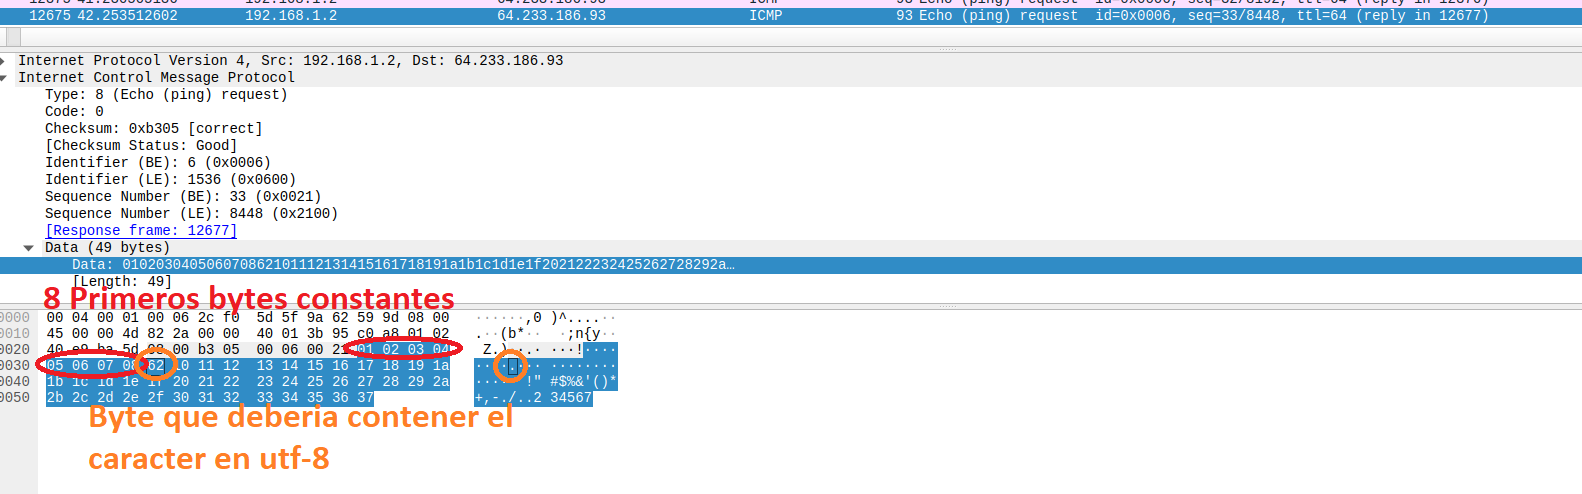 12675 42.253512602 192.168.1.2 64.233.186.93 ICMP 93 Echo (ping) request id=0x0006, seq=33/8448, ttl=64 (reply in 12677)
Internet Protocol Version 4, Src: 192.168.1.2, Dst: 64.233.186.93
Internet Control Message Protocol
Type: 8 (Echo (ping) request)
Code: 0
Checksum: 0xb305 [correct]
[Checksum Status: Good]
Identifier (BE): 6 (0x0006)
Identifier (LE): 1536 (0x0600)
Sequence Number (BE): 33 (0x0021)
Sequence Number (LE): 8448 (0x2100)
[Response frame: 12677]
Data (49 bytes)
Data: 010203040506070862101112131415161718191a1b1c1d1e1f202122232425262728292a…
[Length: 49]
8 Primeros bytes constantes
0000 00 04 00 01 00 06 2c f0 5d 5f 9a 62 59 9d 08 00 ······,0 )^....··
0010 45 00 00 4d 82 2a 00 00 40 01 3b 95 c0 a8 01 02 .··(b*·· ·;n{y··
0020 08 00 b3 05 00 06 00 21 01 02 03 04
0030 05 06 07 08 62 10 11 12 13 14 15 16 17 18 19 1a
0040 1b 1c 1d 1e 1f 20 21 22 23 24 25 26 27 28 29 2a ····· !" #$%&'()*
0050 2b 2c 2d 2e 2f 30 31 32 33 34 35 36 37 +,-./..2 34567
Byte que deberia contener el
caracter en utf-8